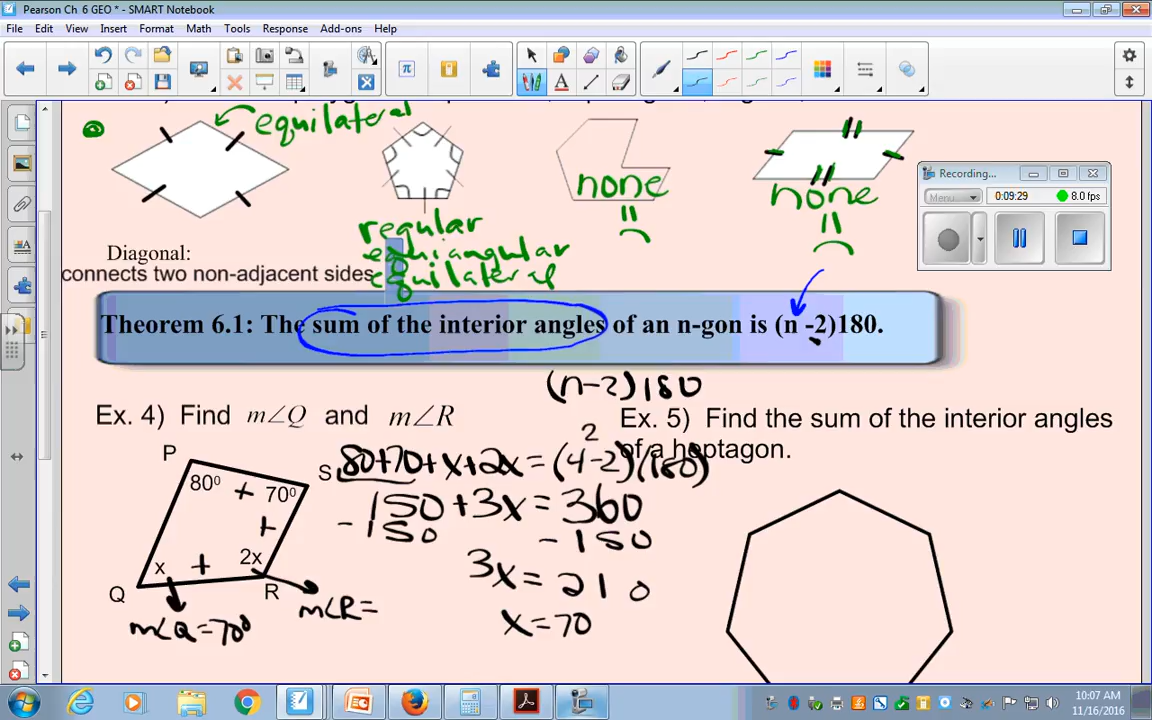 Pearson Ch 6 GEO * - SMART Notebook
File Edit View Insert Format Math Tools Response Add-ons Help
equilateral
none
none
regular
equiangular
equilateral
Recording...
Menu
0:09:29
8.0 fps
Diagonal:
connects two non-adjacent sides
Theorem 6.1: The sum of the interior angles of an n-gon is (n -2)180.
(n-2)180
Ex. 4) Find m∠Q and m∠R
Ex. 5) Find the sum of the interior angles
of a heptagon.
P
S
80⁰ + 70⁰
+
x + 2x
Q
R
m∠Q=70⁰
m∠R=
2
80+70+x+2x=(4-2)(180)
150+3x=360
-150 -150
3x=210
x=70
10:07 AM
11/16/2016